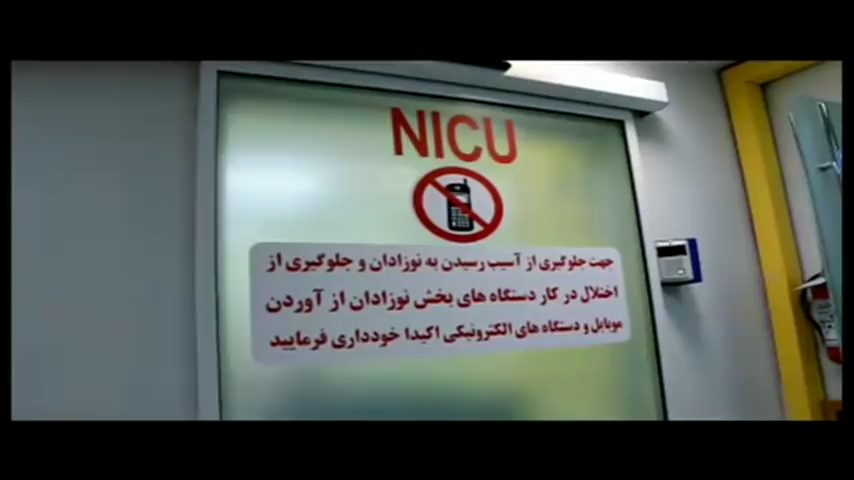 NICU
جهت جلوگیری از آسیب رسیدن به نوزادان و جلوگیری از
اختلال در کار دستگاه های بخش نوزادان از آوردن
موبایل و دستگاه های الکترونیکی اکیدا خودداری فرمایید